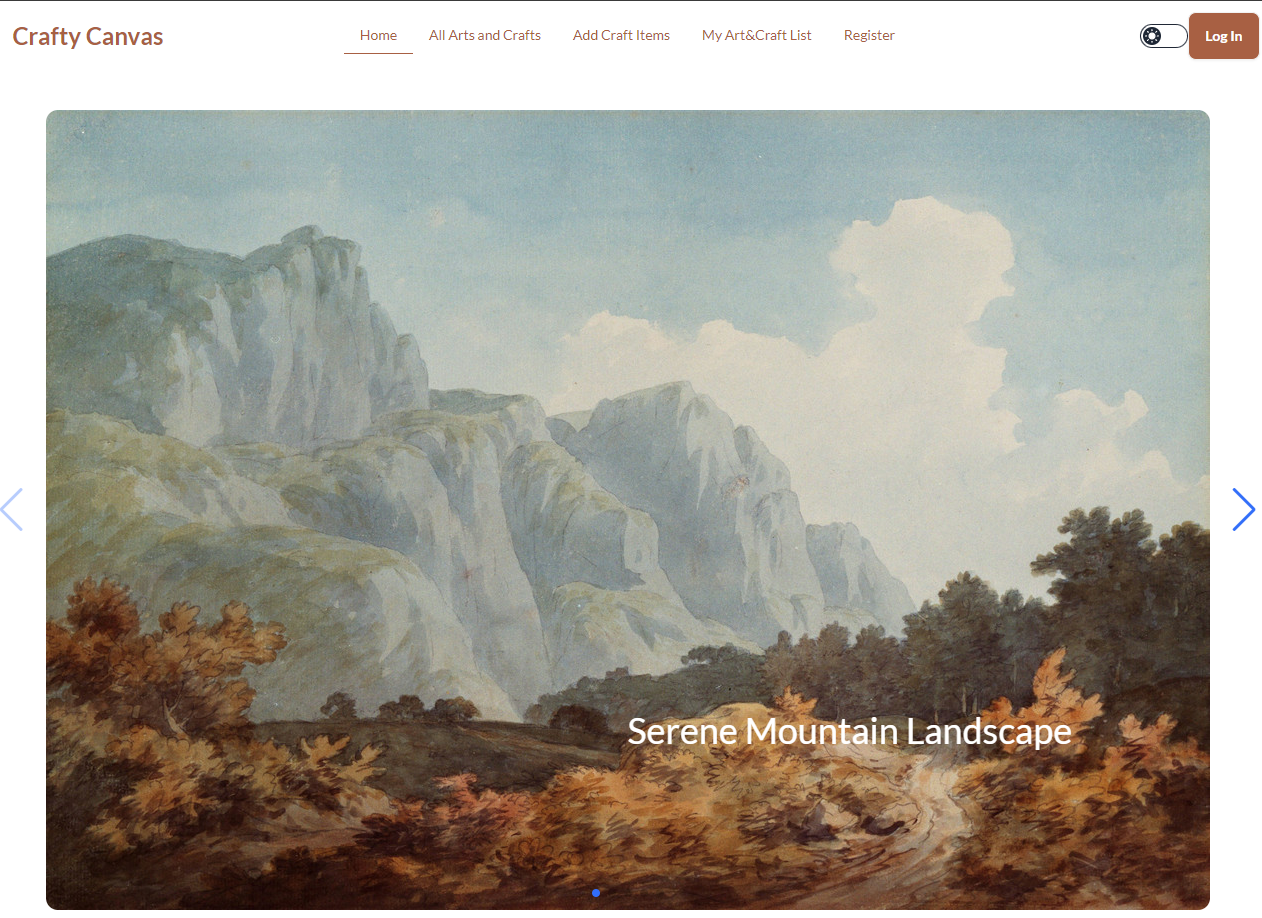 Crafty Canvas
Home
All Arts and Crafts
Add Craft Items
My Art&Craft List
Register
Log In
Serene Mountain Landscape